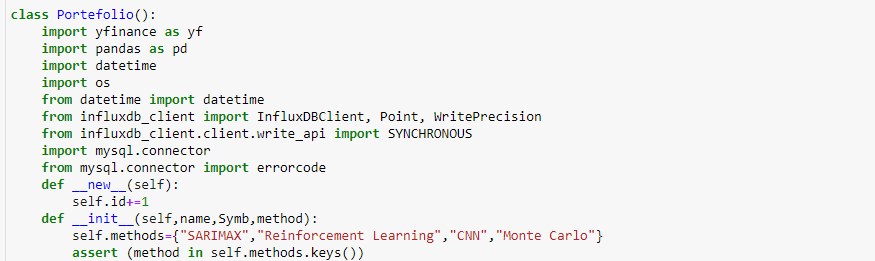 class Portefolio():
    import yfinance as yf
    import pandas as pd
    import datetime
    import os
    from datetime import datetime
    from influxdb_client import InfluxDBClient, Point, WritePrecision
    from influxdb_client.client.write_api import SYNCHRONOUS
    import mysql.connector
    from mysql.connector import errorcode
    def __new__(self):
        self.id+=1
    def __init__(self,name,Symb,method):
        self.methods={"SARIMAX","Reinforcement Learning","CNN","Monte Carlo"}
        assert (method in self.methods.keys())